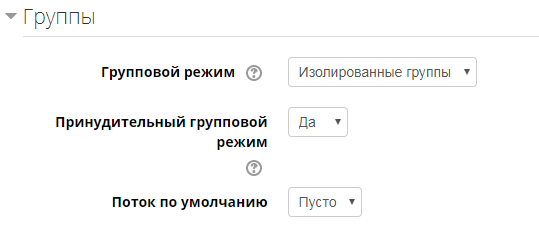 Группы
Групповой режим Изолированные группы
Принудительный групповой Да
режим
Поток по умолчанию Пусто